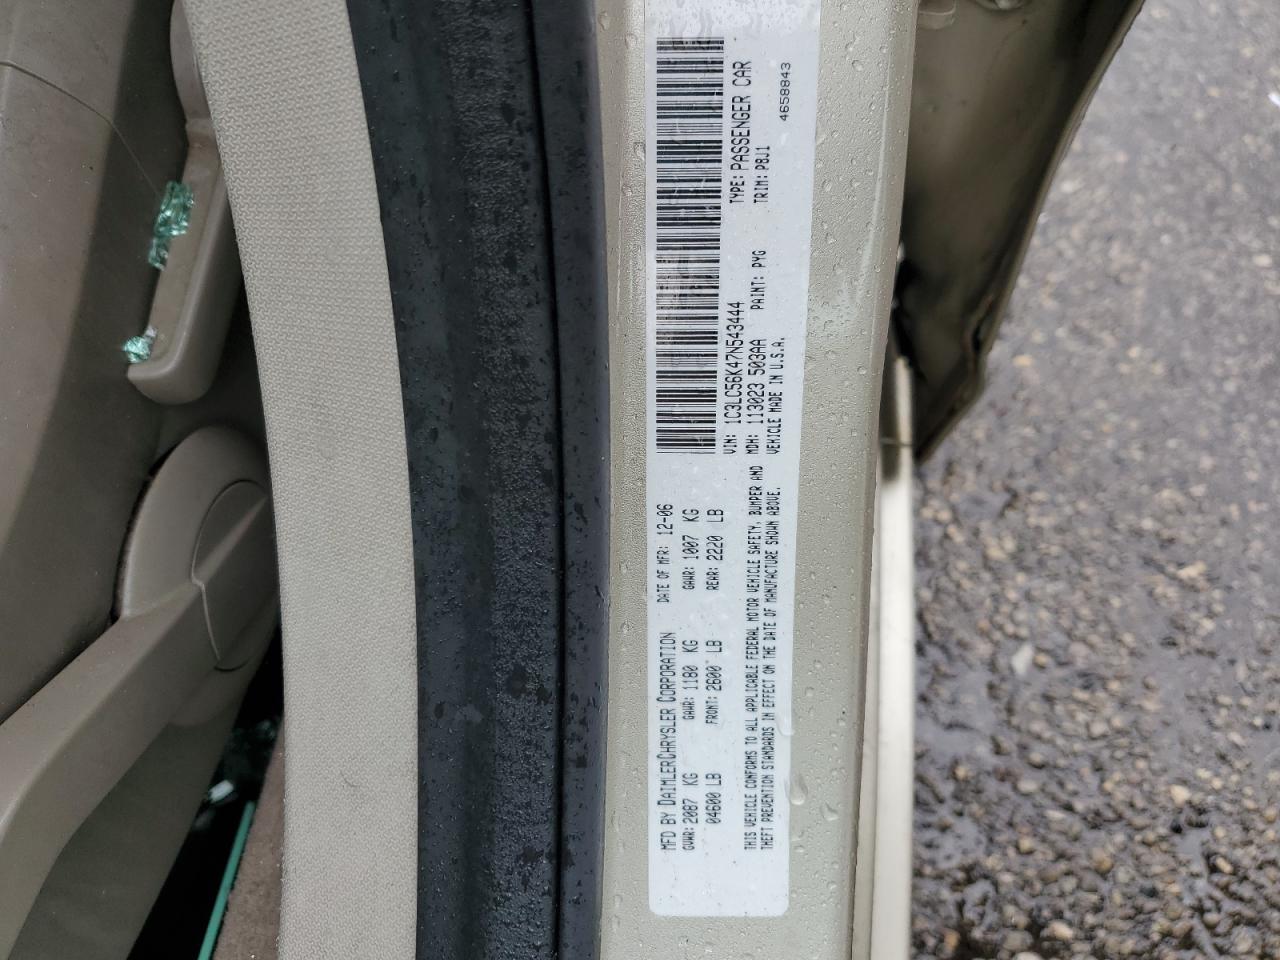 MFD BY DAIMLERCHRYSLER CORPORATION DATE OF MFR: 12-06
GVWR: 2087 KG GAWR: 1180 KG GAWR: 1007 KG
04600 LB FRONT: 2600 LB REAR: 2220 LB
THIS VEHICLE CONFORMS TO ALL APPLICABLE FEDERAL MOTOR VEHICLE SAFETY, BUMPER AND
THEFT PREVENTION STANDARDS IN EFFECT ON THE DATE OF MANUFACTURE SHOWN ABOVE.
VIN: 1C3LC56K47N543444 TYPE: PASSENGER CAR
MDH: 113023 503AA PAINT: PYG TRIM: PBJ1
VEHICLE MADE IN U.S.A. 4658843